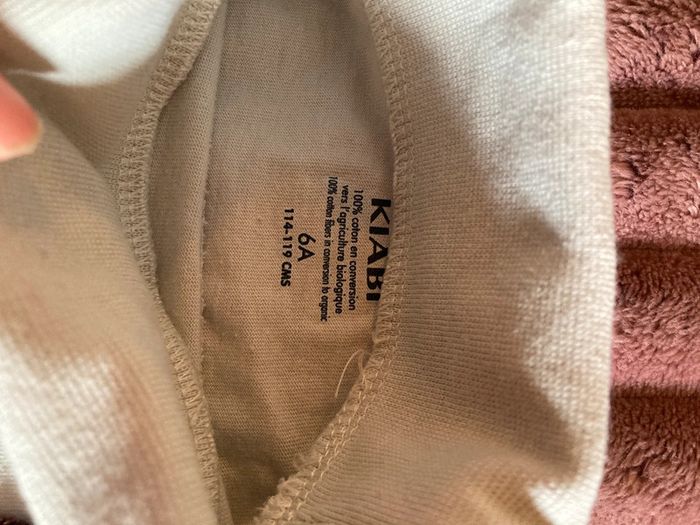 KIABI
100% coton en conversion
vers l'agriculture biologique
100% cotton fibers in conversion to organic
6A
114-119 CMS